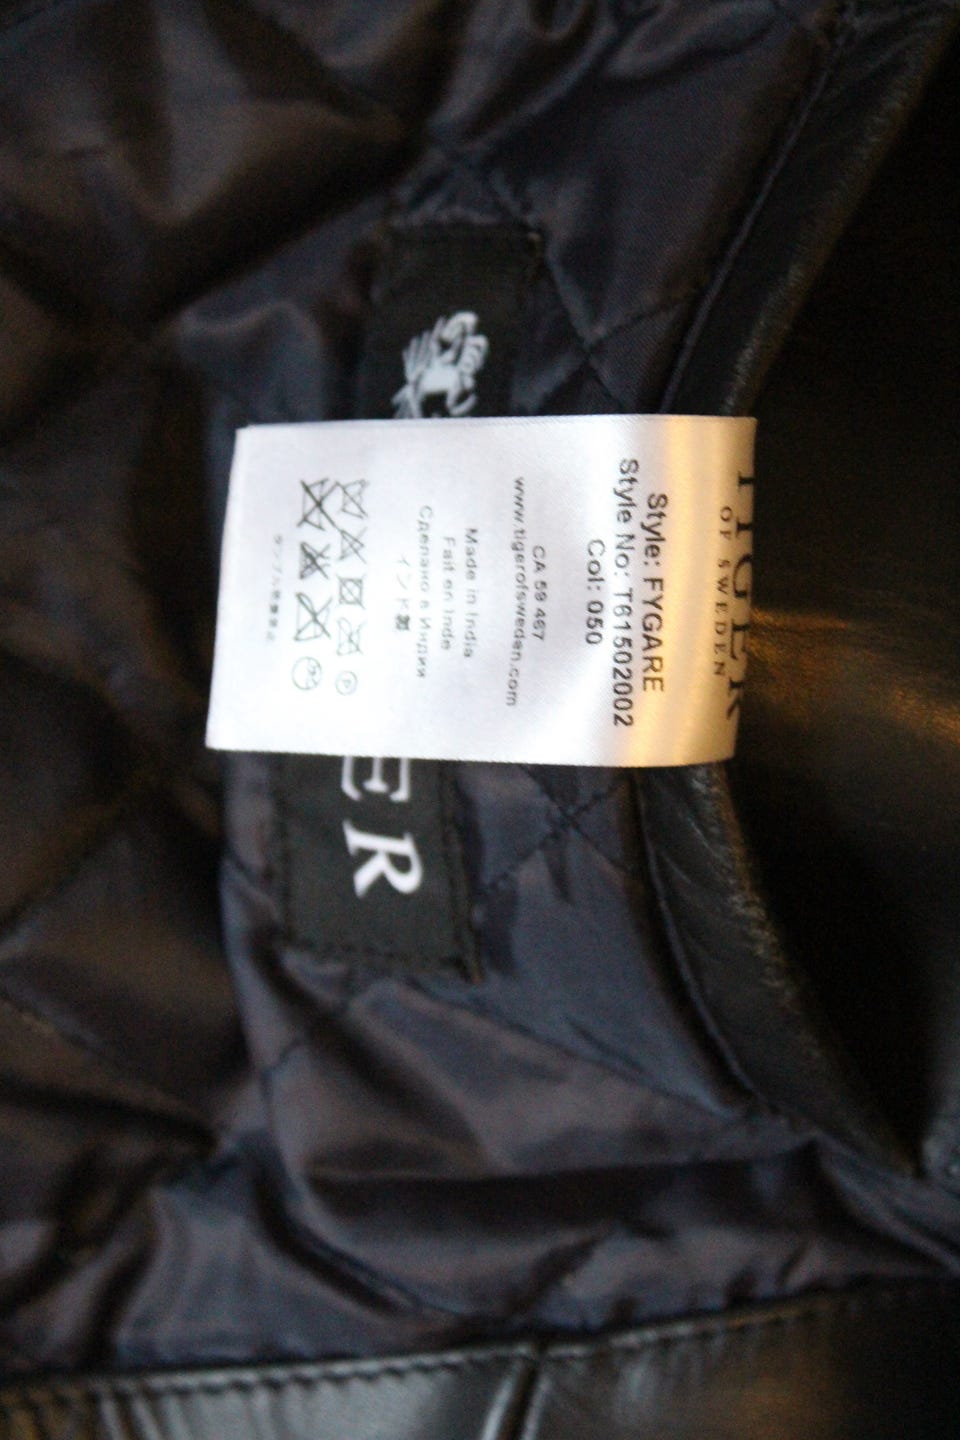 TIGER
OF SWEDEN
Style: FYGARE
Style No: T61502002
Col: 050
CA 59 467
www.tigerofsweden.com
Made in India
Fait en Inde
Сделано в Индии
インド製
ER